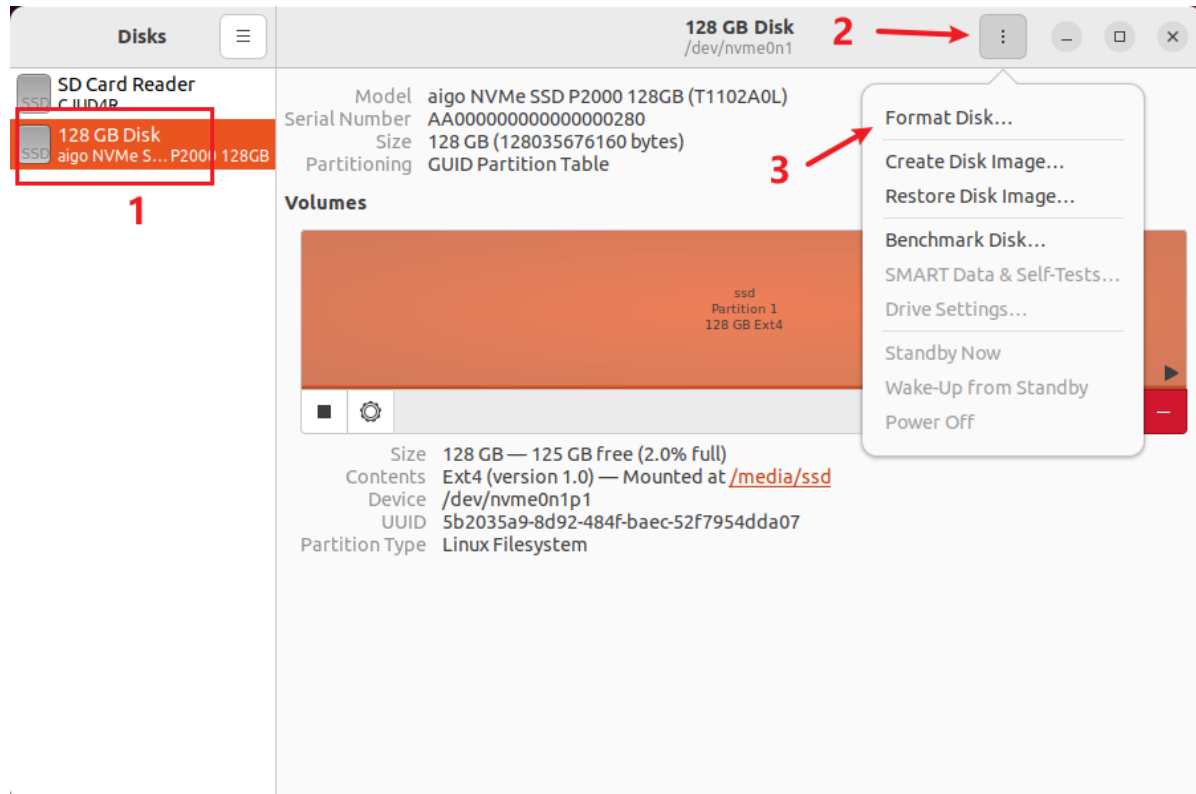 Disks
128 GB Disk
/dev/nvme0n1
2
SD Card Reader
SSD
GJUD4R
128 GB Disk
SSD
aigo NVMe S... P2000 128GB
1
Model aigo NVMe SSD P2000 128GB (T1102A0L)
Serial Number AA000000000000000280
Size 128 GB (128035676160 bytes)
Partitioning GUID Partition Table
Volumes
ssd
Partition 1
128 GB Ext4
3
Format Disk...
Create Disk Image...
Restore Disk Image...
Benchmark Disk...
SMART Data & Self-Tests...
Drive Settings...
Standby Now
Wake-Up from Standby
Power Off
Size 128 GB — 125 GB free (2.0% full)
Contents Ext4 (version 1.0) — Mounted at /media/ssd
Device /dev/nvme0n1p1
UUID 5b2035a9-8d92-484f-baec-52f7954dda07
Partition Type Linux Filesystem